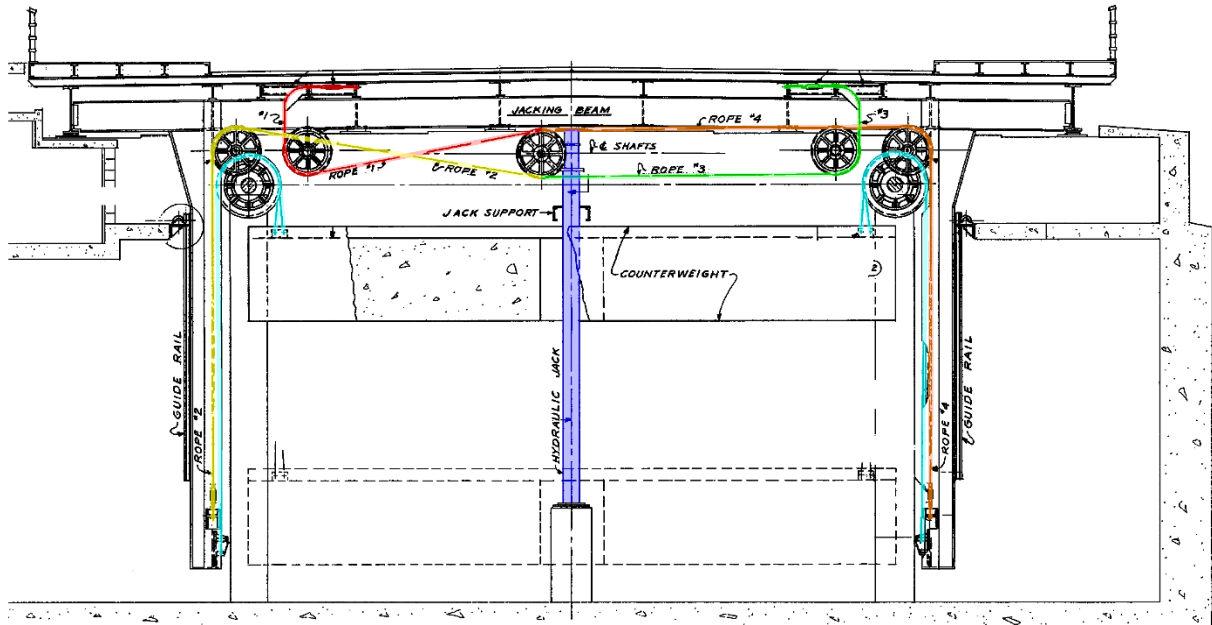 #1
JACKING BEAM
ROPE #4
#3
℄ SHAFTS
ROPE #1
ROPE #2
ROPE #3
JACK SUPPORT
COUNTERWEIGHT
2
GUIDE RAIL
ROPE #2
HYDRAULIC JACK
ROPE #4
GUIDE RAIL